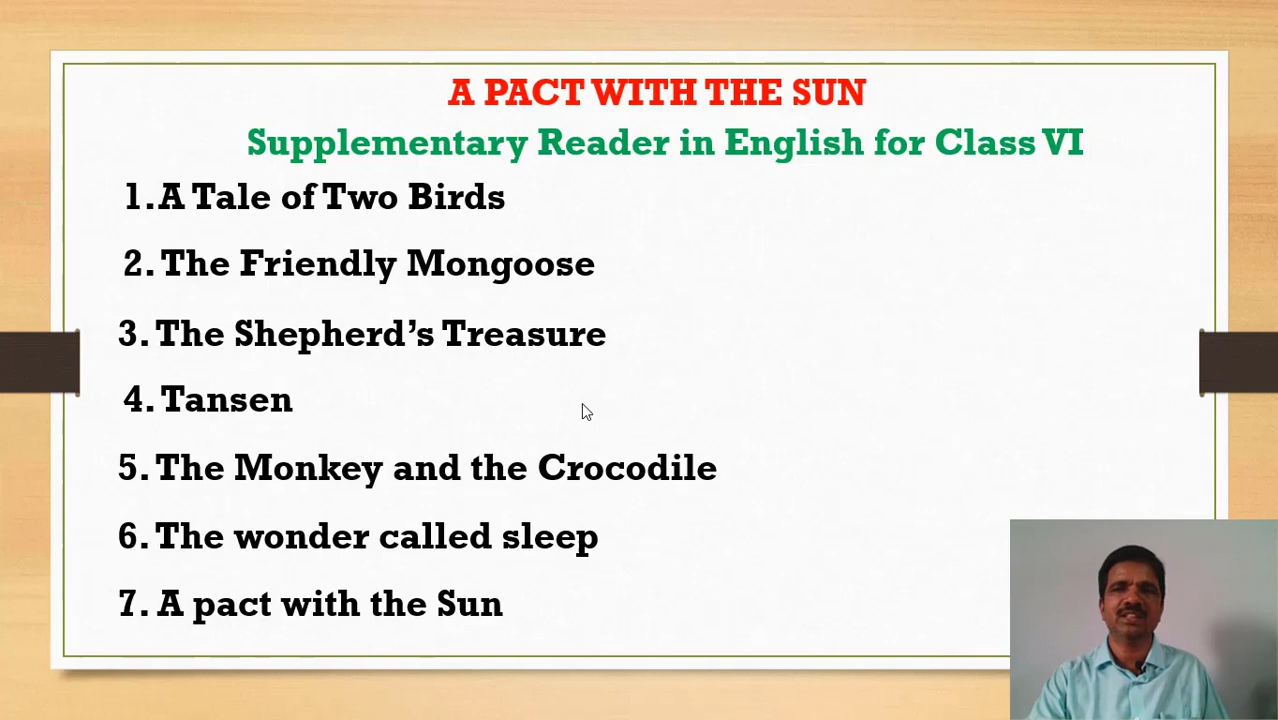 A PACT WITH THE SUN
Supplementary Reader in English for Class VI
1. A Tale of Two Birds
2. The Friendly Mongoose
3. The Shepherd’s Treasure
4. Tansen
5. The Monkey and the Crocodile
6. The wonder called sleep
7. A pact with the Sun